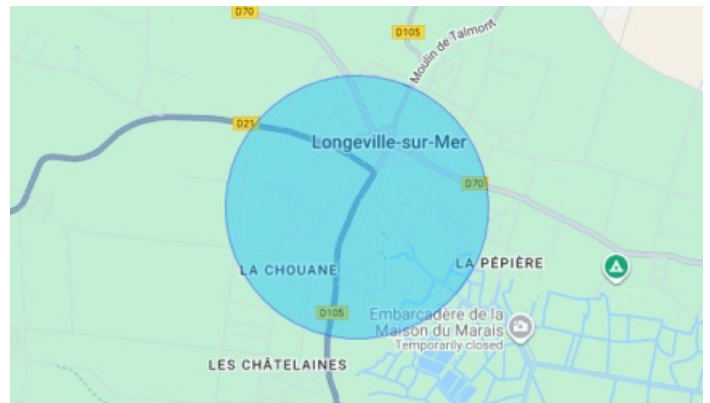 D70
D105
Moulin de Talmont
D21
Longeville-sur-Mer
D70
LA CHOUANE
LA PÉPIÈRE
D105
Embarcadère de la
Maison du Marais
Temporarily closed
LES CHÂTELAINES